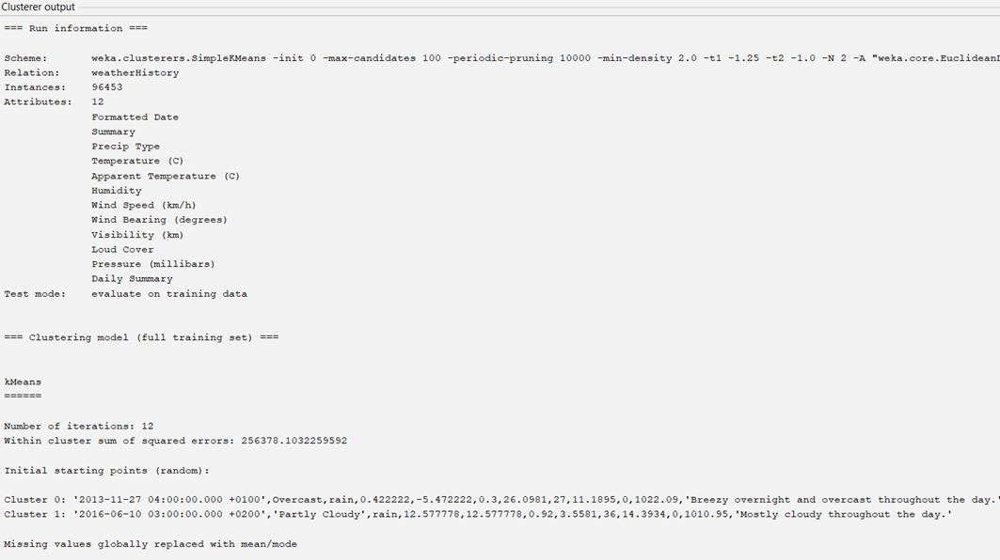 Clusterer output
=== Run information ===
Scheme: weka.clusterers.SimpleKMeans -init 0 -max-candidates 100 -periodic-pruning 10000 -min-density 2.0 -t1 -1.25 -t2 -1.0 -N 2 -A "weka.core.Euclidean
Relation: weatherHistory
Instances: 96453
Attributes: 12
Formatted Date
Summary
Precip Type
Temperature (C)
Apparent Temperature (C)
Humidity
Wind Speed (km/h)
Wind Bearing (degrees)
Visibility (km)
Loud Cover
Pressure (millibars)
Daily Summary
Test mode: evaluate on training data
=== Clustering model (full training set) ===
kMeans
======
Number of iterations: 12
Within cluster sum of squared errors: 256378.1032259592
Initial starting points (random):
Cluster 0: '2013-11-27 04:00:00.000 +0100',Overcast,rain,0.422222,-5.472222,0.3,26.0981,27,11.1895,0,1022.09,'Breezy overnight and overcast throughout the day.'
Cluster 1: '2016-06-10 03:00:00.000 +0200','Partly Cloudy',rain,12.577778,12.577778,0.92,3.5581,36,14.3934,0,1010.95,'Mostly cloudy throughout the day.'
Missing values globally replaced with mean/mode